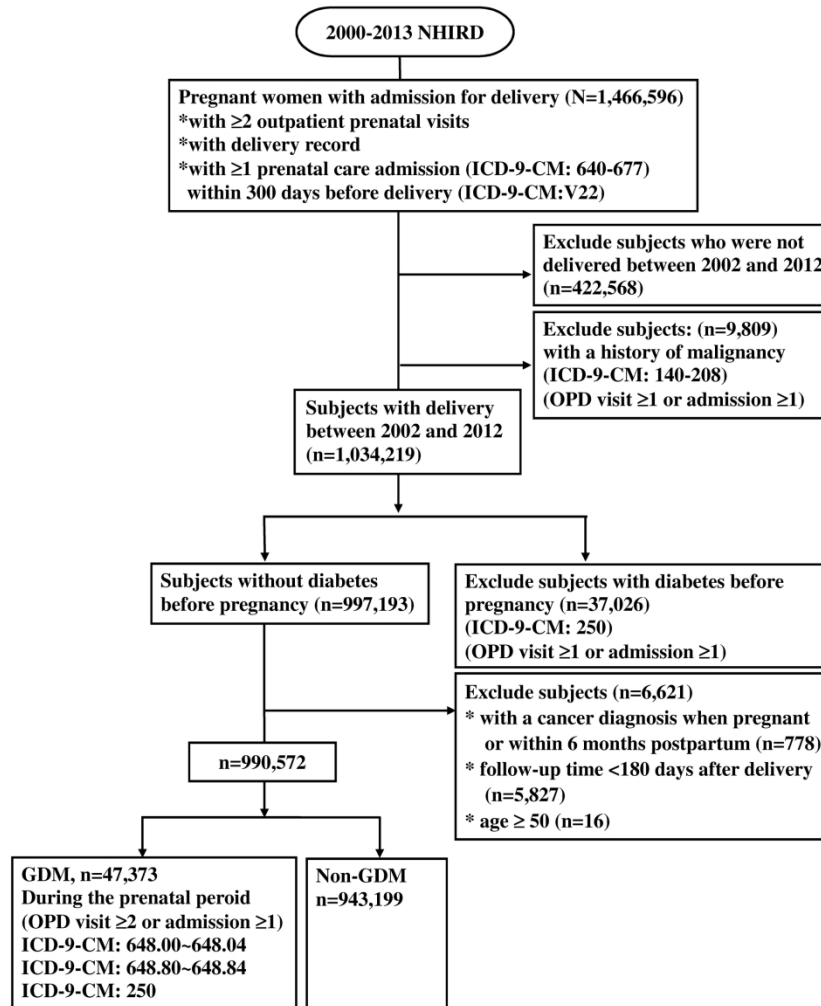 2000-2013 NHIRD
Pregnant women with admission for delivery (N=1,466,596)
*with ≥2 outpatient prenatal visits
*with delivery record
*with ≥1 prenatal care admission (ICD-9-CM: 640-677)
within 300 days before delivery (ICD-9-CM:V22)
Exclude subjects who were not
delivered between 2002 and 2012
(n=422,568)
Exclude subjects: (n=9,809)
with a history of malignancy
(ICD-9-CM: 140-208)
(OPD visit ≥1 or admission ≥1)
Subjects with delivery
between 2002 and 2012
(n=1,034,219)
Subjects without diabetes
before pregnancy (n=997,193)
Exclude subjects with diabetes before
pregnancy (n=37,026)
(ICD-9-CM: 250)
(OPD visit ≥1 or admission ≥1)
Exclude subjects (n=6,621)
* with a cancer diagnosis when pregnant
or within 6 months postpartum (n=778)
* follow-up time <180 days after delivery
(n=5,827)
* age ≥ 50 (n=16)
n=990,572
GDM, n=47,373
During the prenatal peroid
(OPD visit ≥2 or admission ≥1)
ICD-9-CM: 648.00~648.04
ICD-9-CM: 648.80~648.84
ICD-9-CM: 250
Non-GDM
n=943,199